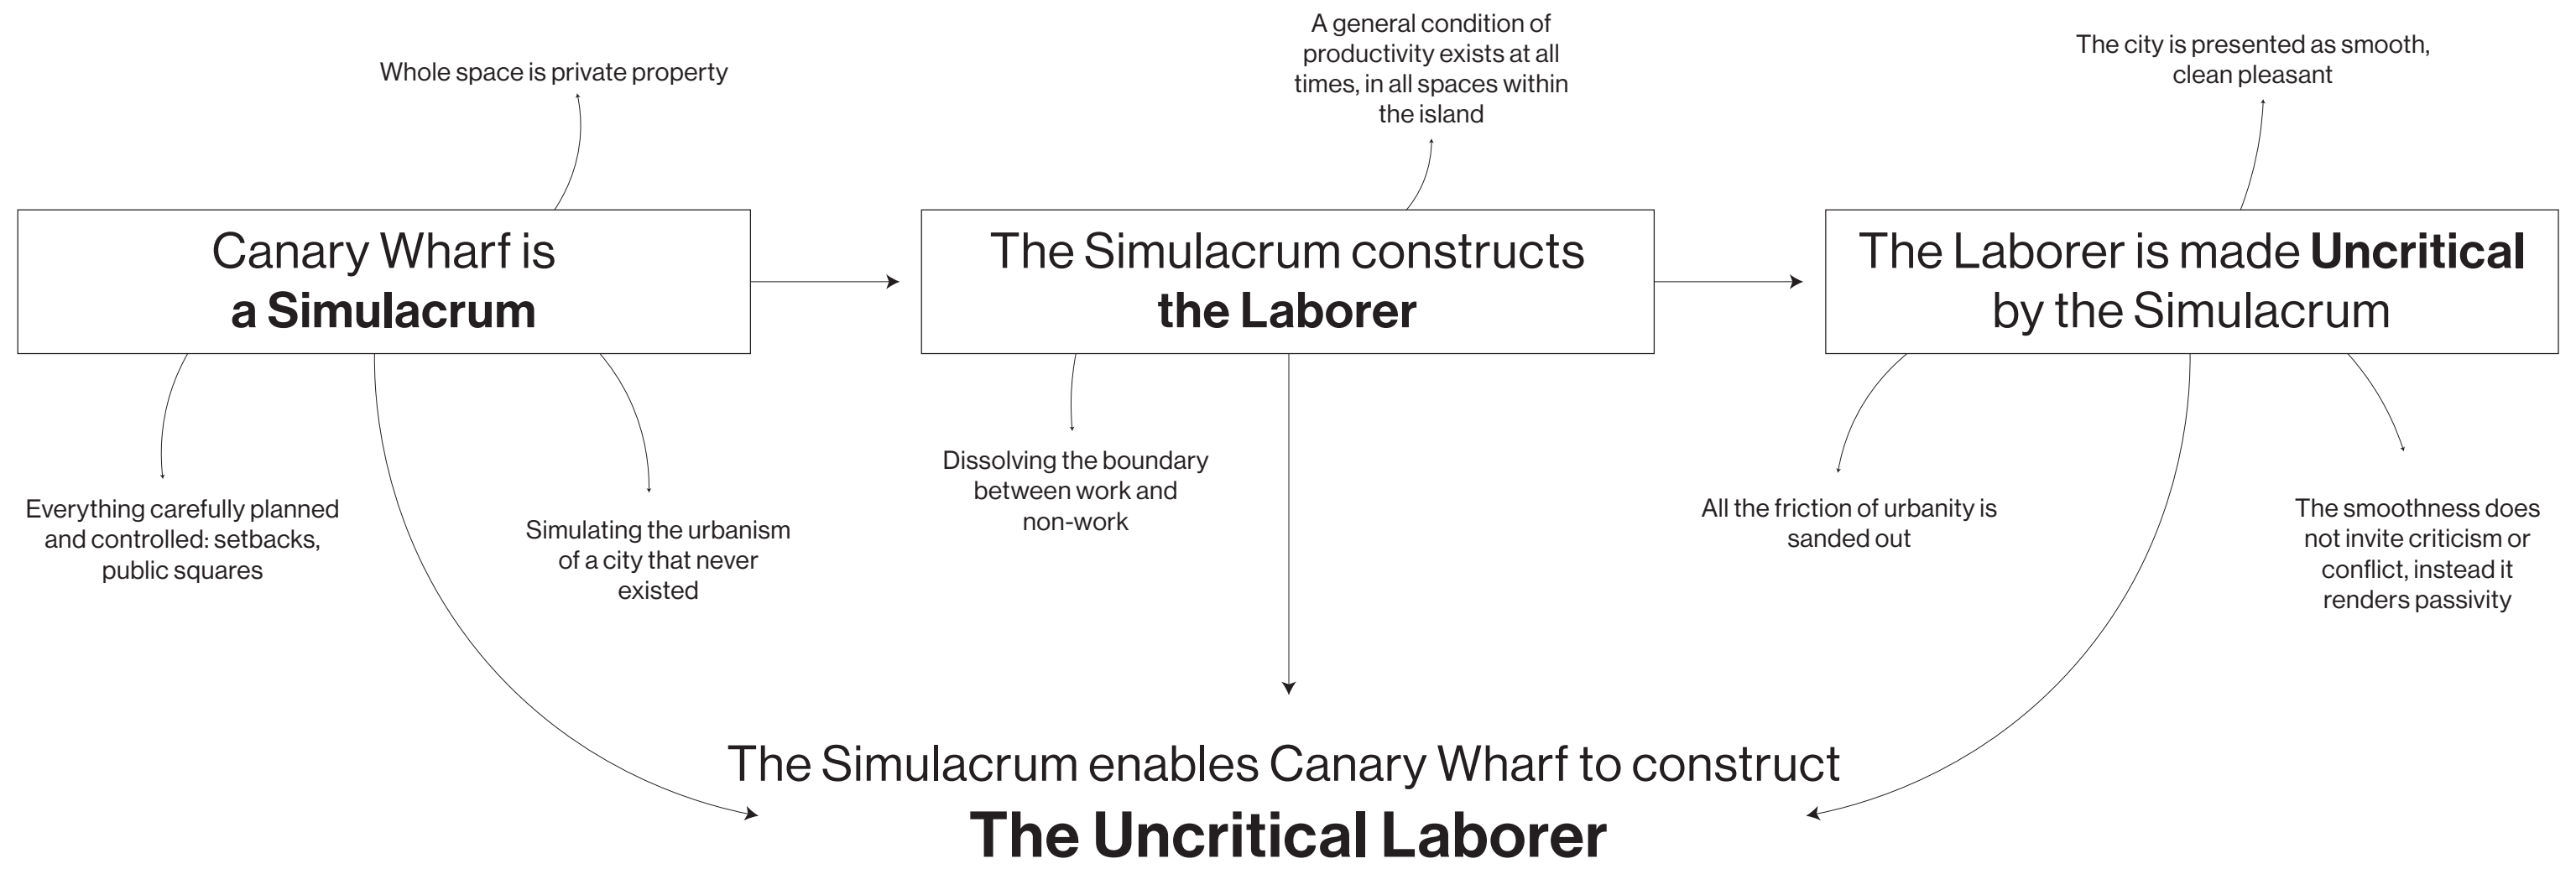 Whole space is private property
A general condition of
productivity exists at all
times, in all spaces within
the island
The city is presented as smooth,
clean pleasant
Canary Wharf is
a Simulacrum
The Simulacrum constructs
the Laborer
The Laborer is made Uncritical
by the Simulacrum
Everything carefully planned
and controlled: setbacks,
public squares
Simulating the urbanism
of a city that never
existed
Dissolving the boundary
between work and
non-work
All the friction of urbanity is
sanded out
The smoothness does
not invite criticism or
conflict, instead it
renders passivity
The Simulacrum enables Canary Wharf to construct
The Uncritical Laborer